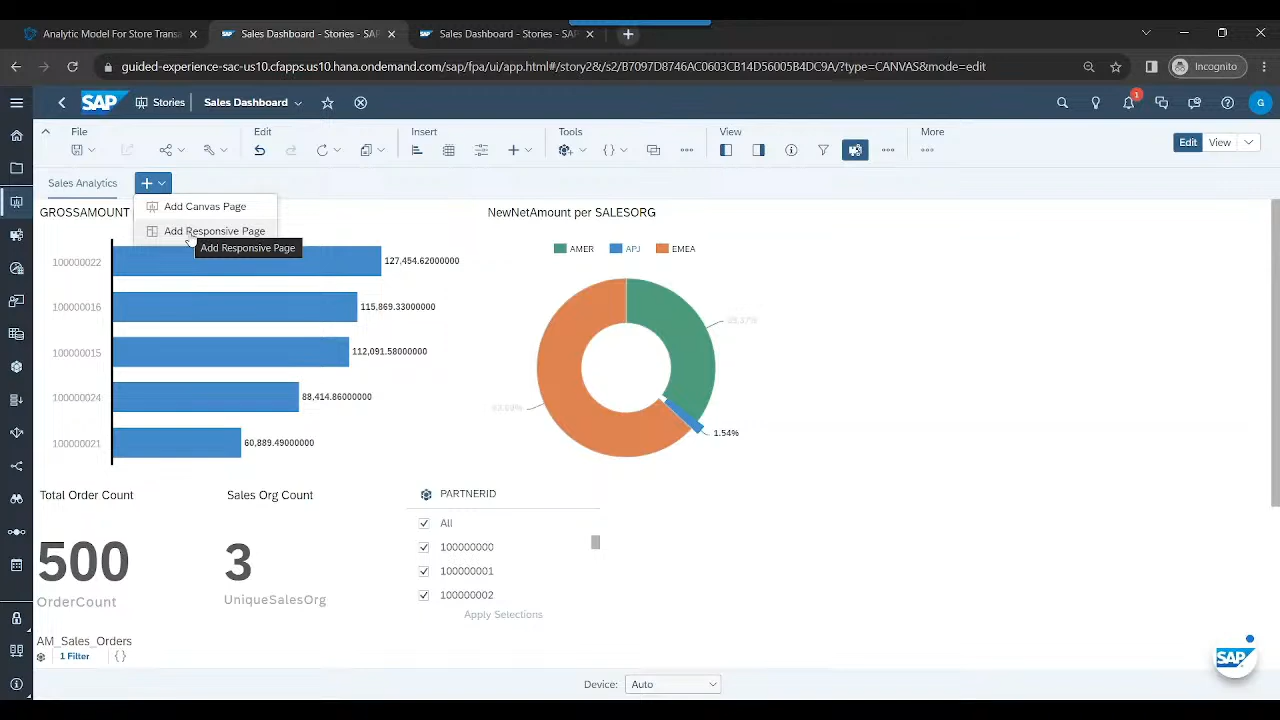 Analytic Model For Store Transa
Sales Dashboard - Stories - SAP
Sales Dashboard - Stories - SAP
guided-experience-sac-us10.cfapps.us10.hana.ondemand.com/sap/fpa/ui/app.html#/story2&/s2/B7097D8746AC0603CB14D56005B4DC9A/?type=CANVAS&mode=edit
Incognito
SAP
Stories
Sales Dashboard
1
G
File
Edit
Insert
Tools
View
More
Edit
View
Sales Analytics
Add Canvas Page
Add Responsive Page
Add Responsive Page
GROSSAMOUNT
100000022
127,454.62000000
100000016
115,869.33000000
100000015
112,091.58000000
100000024
88,414.86000000
100000021
60,889.49000000
NewNetAmount per SALESORG
AMER
APJ
EMEA
1.54%
Total Order Count
500
OrderCount
Sales Org Count
3
UniqueSalesOrg
PARTNERID
All
100000000
100000001
100000002
Apply Selections
AM_Sales_Orders
1 Filter
Device:
Auto
SAP